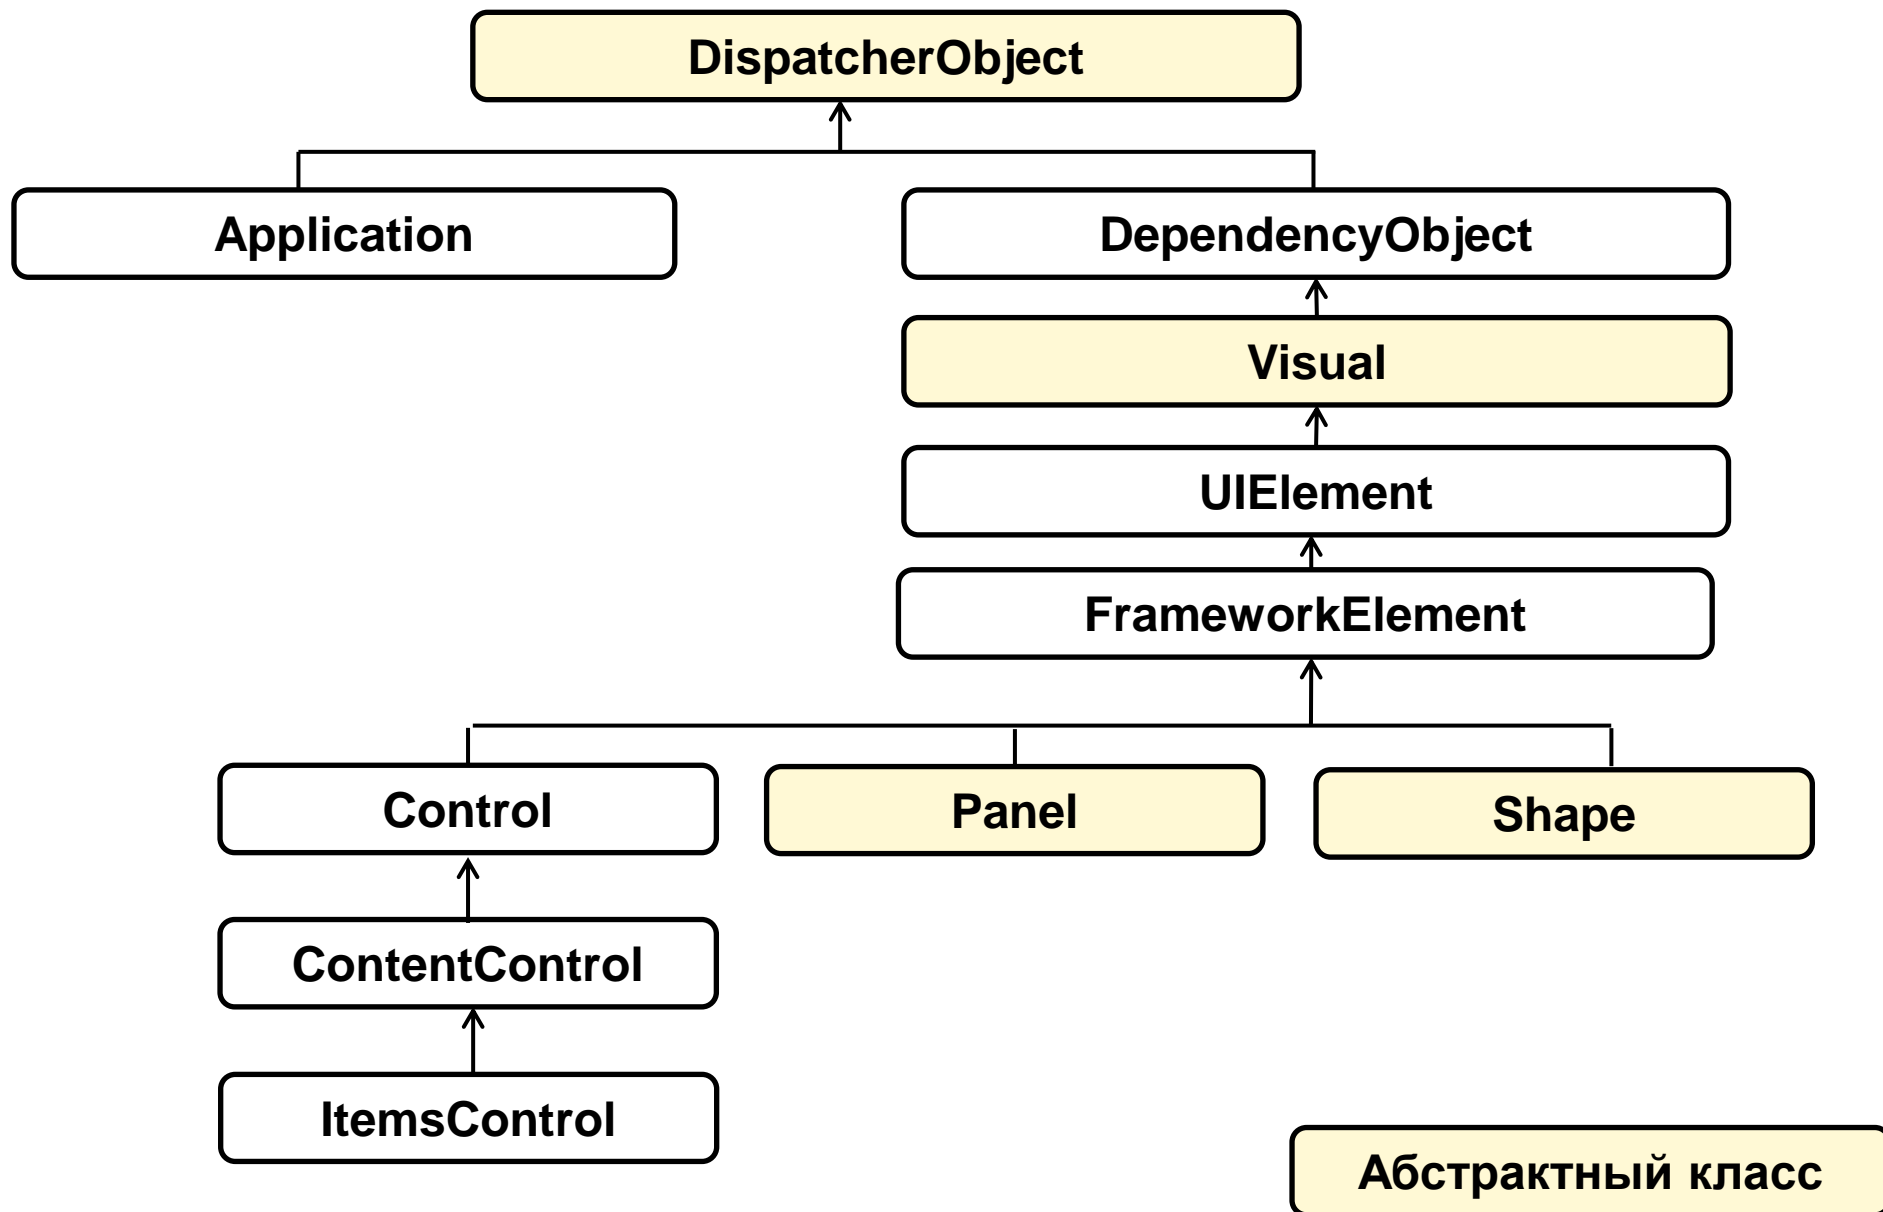 DispatcherObject
Application
DependencyObject
Visual
UIElement
FrameworkElement
Control
Panel
Shape
ContentControl
ItemsControl
Абстрактный класс